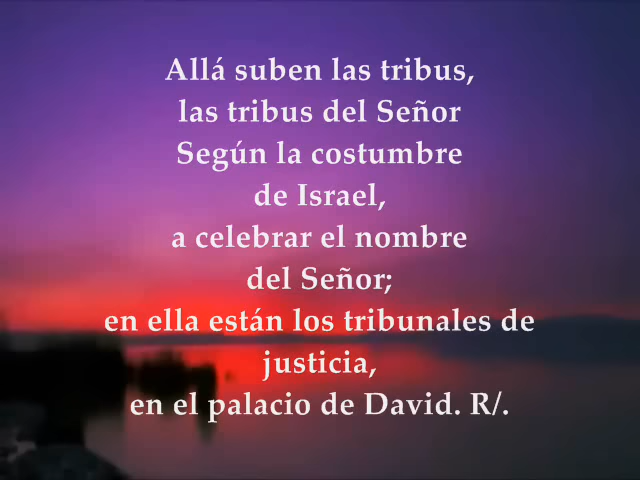 Allá suben las tribus,
las tribus del Señor
Según la costumbre
de Israel,
a celebrar el nombre
del Señor;
en ella están los tribunales de
justicia,
en el palacio de David. R/.